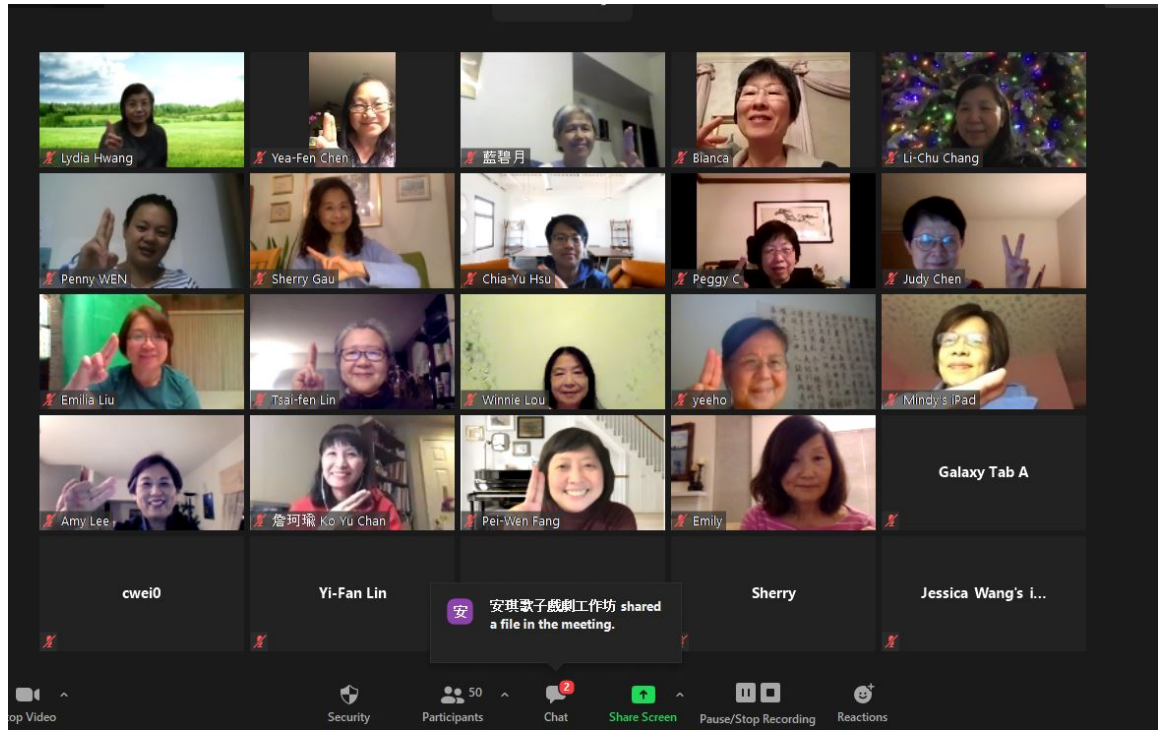 Lydia Hwang
Yea-Fen Chen
藍碧月
Bianca
Li-Chu Chang
Penny WEN
Sherry Gau
Chia-Yu Hsu
Peggy C
Judy Chen
Emilia Liu
Tsai-fen Lin
Winnie Lou
yeeho
Mindy's iPad
Amy Lee
詹珂瑜 Ko Yu Chan
Pei-Wen Fang
Emily
Galaxy Tab A
cwei0
Yi-Fan Lin
Sherry
Jessica Wang's i...
安
安琪歌子戲劇工作坊 shared
a file in the meeting.
50
2
Video
Security
Participants
Chat
Share Screen
Pause/Stop Recording
Reactions